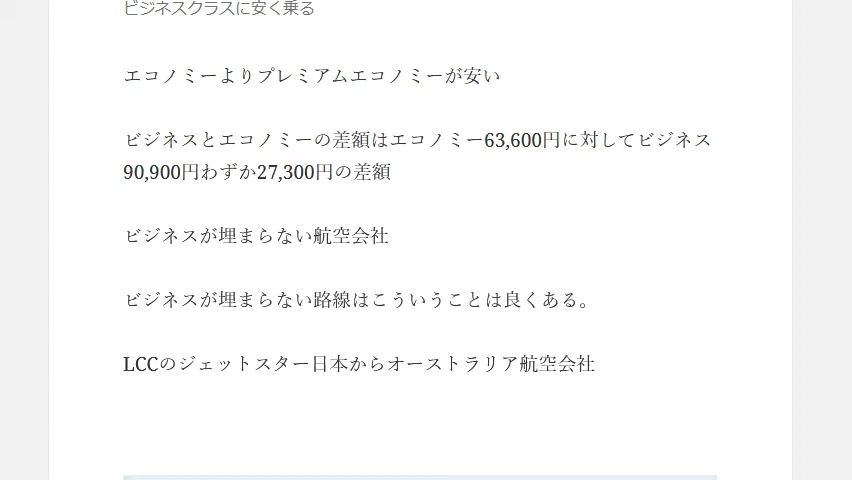 ビジネスクラスに安く乗る
エコノミーよりプレミアムエコノミーが安い
ビジネスとエコノミーの差額はエコノミー63,600円に対してビジネス
90,900円わずか27,300円の差額
ビジネスが埋まらない航空会社
ビジネスが埋まらない路線はこういうことは良くある。
LCCのジェットスター日本からオーストラリア航空会社